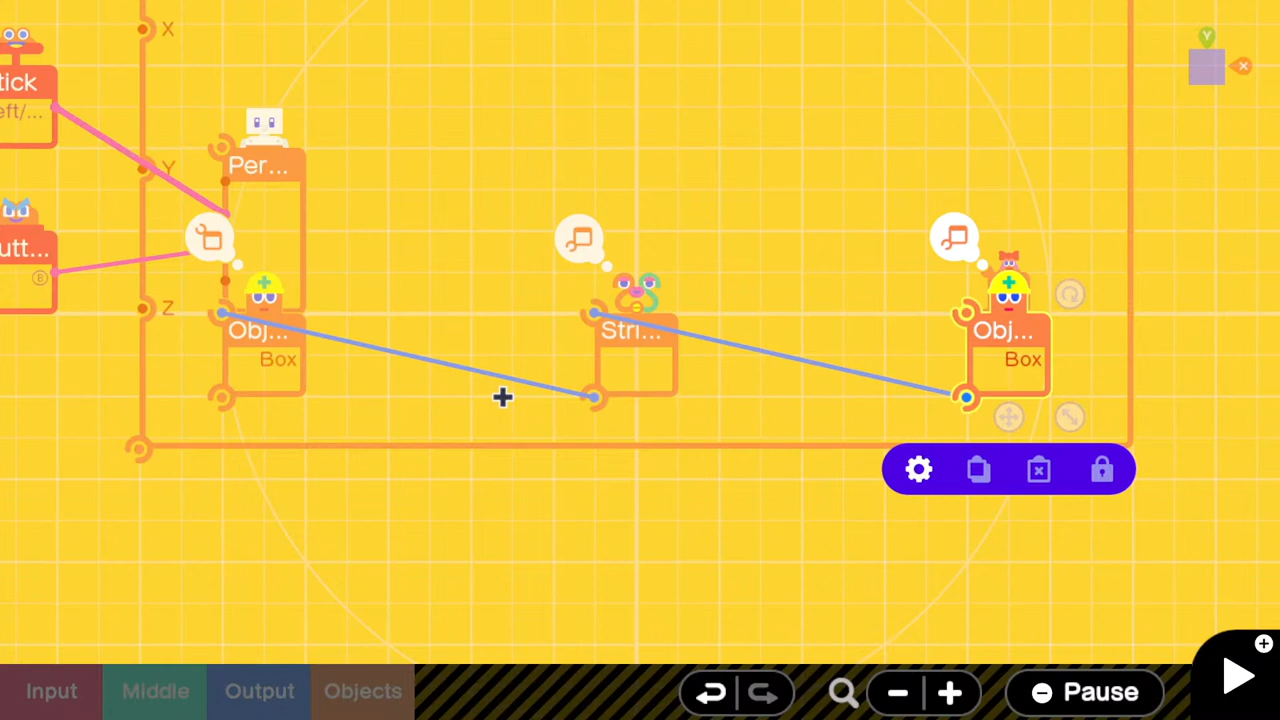 X
Y
Z
tick
eft/...
Per...
utt...
B
Obj...
Box
Stri...
Obj...
Box
Y
X
Input
Middle
Output
Objects
Pause